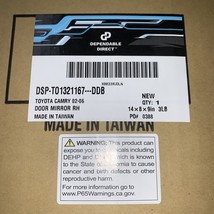 DEPENDABLE
DIRECT
DSP-TO1321167---DDB
NEW
TOYOTA CAMRY 02-06
QTY: 1
DOOR MIRROR RH
14×8×9in 3LB
MADE IN TAIWAN
PO# 0388
MADE IN TAIWAN
WARNING: This product
can expose you to
DEHP and
known to the State of
California to cause
cancer and birth defects
or other reproductive
harm. For more
information go to
www.P65Warnings.ca.gov.